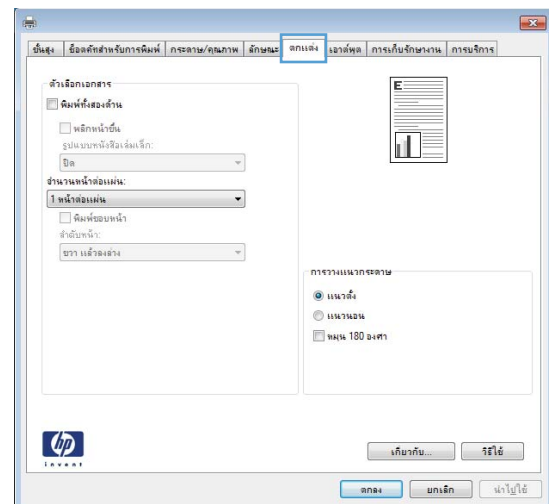 ขั้นสูง ช็อตคัทสำหรับการพิมพ์ กระดาษ/คุณภาพ ลักษณะ ตกแต่ง เอาต์พุต การเก็บรักษางาน การบริการ
ตัวเลือกเอกสาร
พิมพ์ทั้งสองด้าน
พลิกหน้าขึ้น
รูปแบบหนังสือเล่มเล็ก:
ปิด
จำนวนหน้าต่อแผ่น:
1 หน้าต่อแผ่น
พิมพ์ขอบหน้า
ลำดับหน้า:
ขวา แล้วลงล่าง
E
การวางแนวกระดาษ
แนวตั้ง
แนวนอน
หมุน 180 องศา
hp
invent
เกี่ยวกับ... วิธีใช้
ตกลง ยกเลิก นำไปใช้